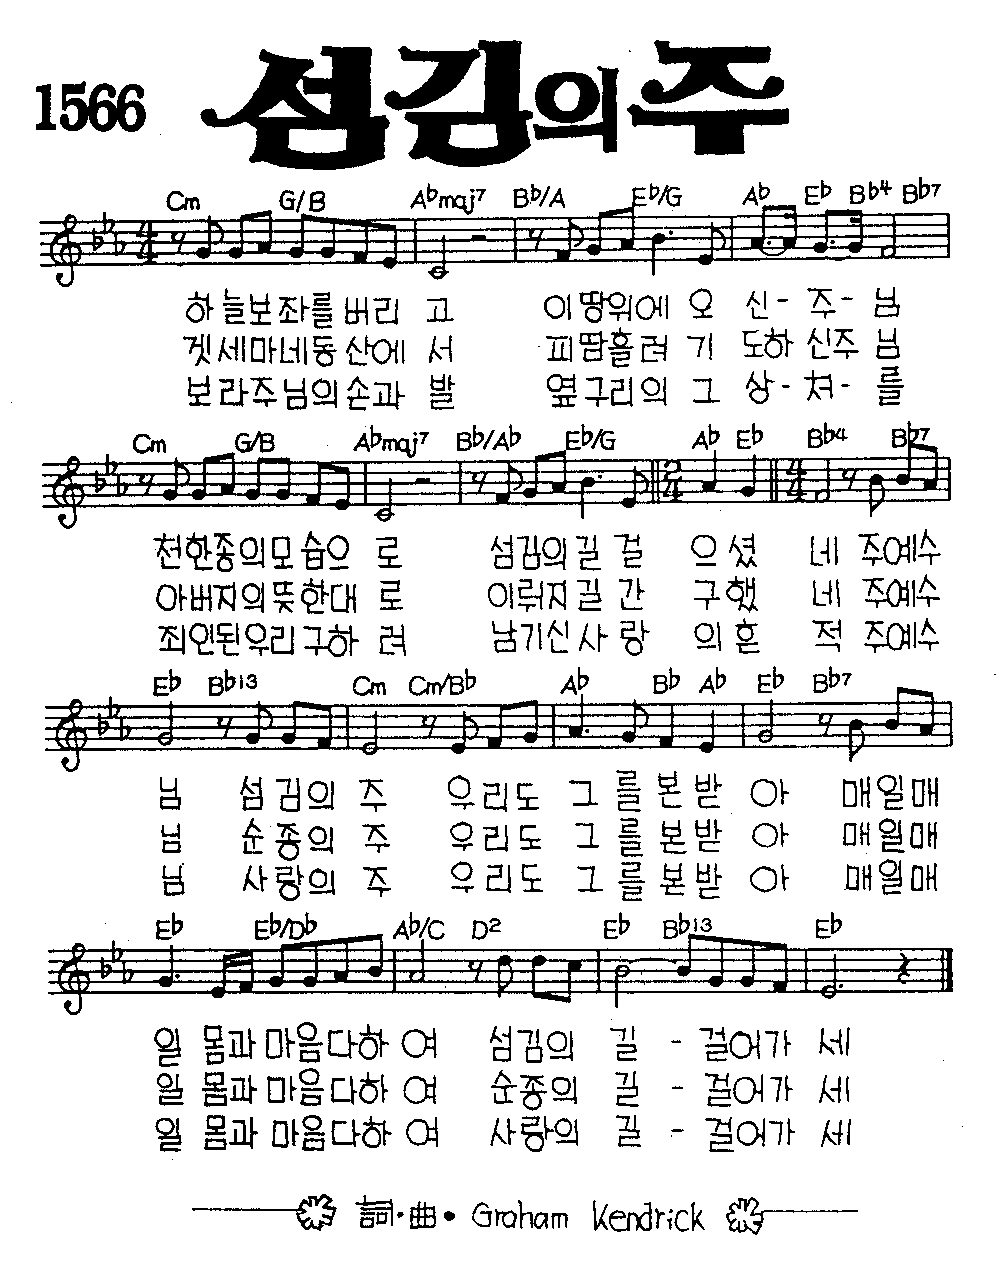 1566 섬김의 주
Cm G/B A♭maj7 B♭/A E♭/G A♭ E♭ B♭4 B♭7
하늘보좌를버리 고 이땅위에 오 신-주-님
겟세마네동산에 서 피땀흘려 기 도하신주님
보라주님의손과 발 옆구리의 그 상-처-를
Cm G/B A♭maj7 B♭/A♭ E♭/G A♭ E♭ B♭4 B♭7
천한종의모습으 로 섬김의길 걸 으셨 네 주예수
아버지의뜻한대 로 이뤄지길 간 구했 네 주예수
죄인된우리구하 려 남기신사 랑 의흔 적 주예수
E♭ B♭13 Cm Cm/B♭ A♭ B♭ A♭ E♭ B♭7
님 섬김의 주 우리도 그 를본받 아 매일매
님 순종의 주 우리도 그 를본받 아 매일매
님 사랑의 주 우리도 그 를본받 아 매일매
E♭ E♭/D♭ A♭/C D2 E♭ B♭13 E♭
일 몸과 마음다하 여 섬김의 길 - 걸어가 세
일 몸과 마음다하 여 순종의 길 - 걸어가 세
일 몸과 마음다하 여 사랑의 길 - 걸어가 세
詞·曲· Graham Kendrick